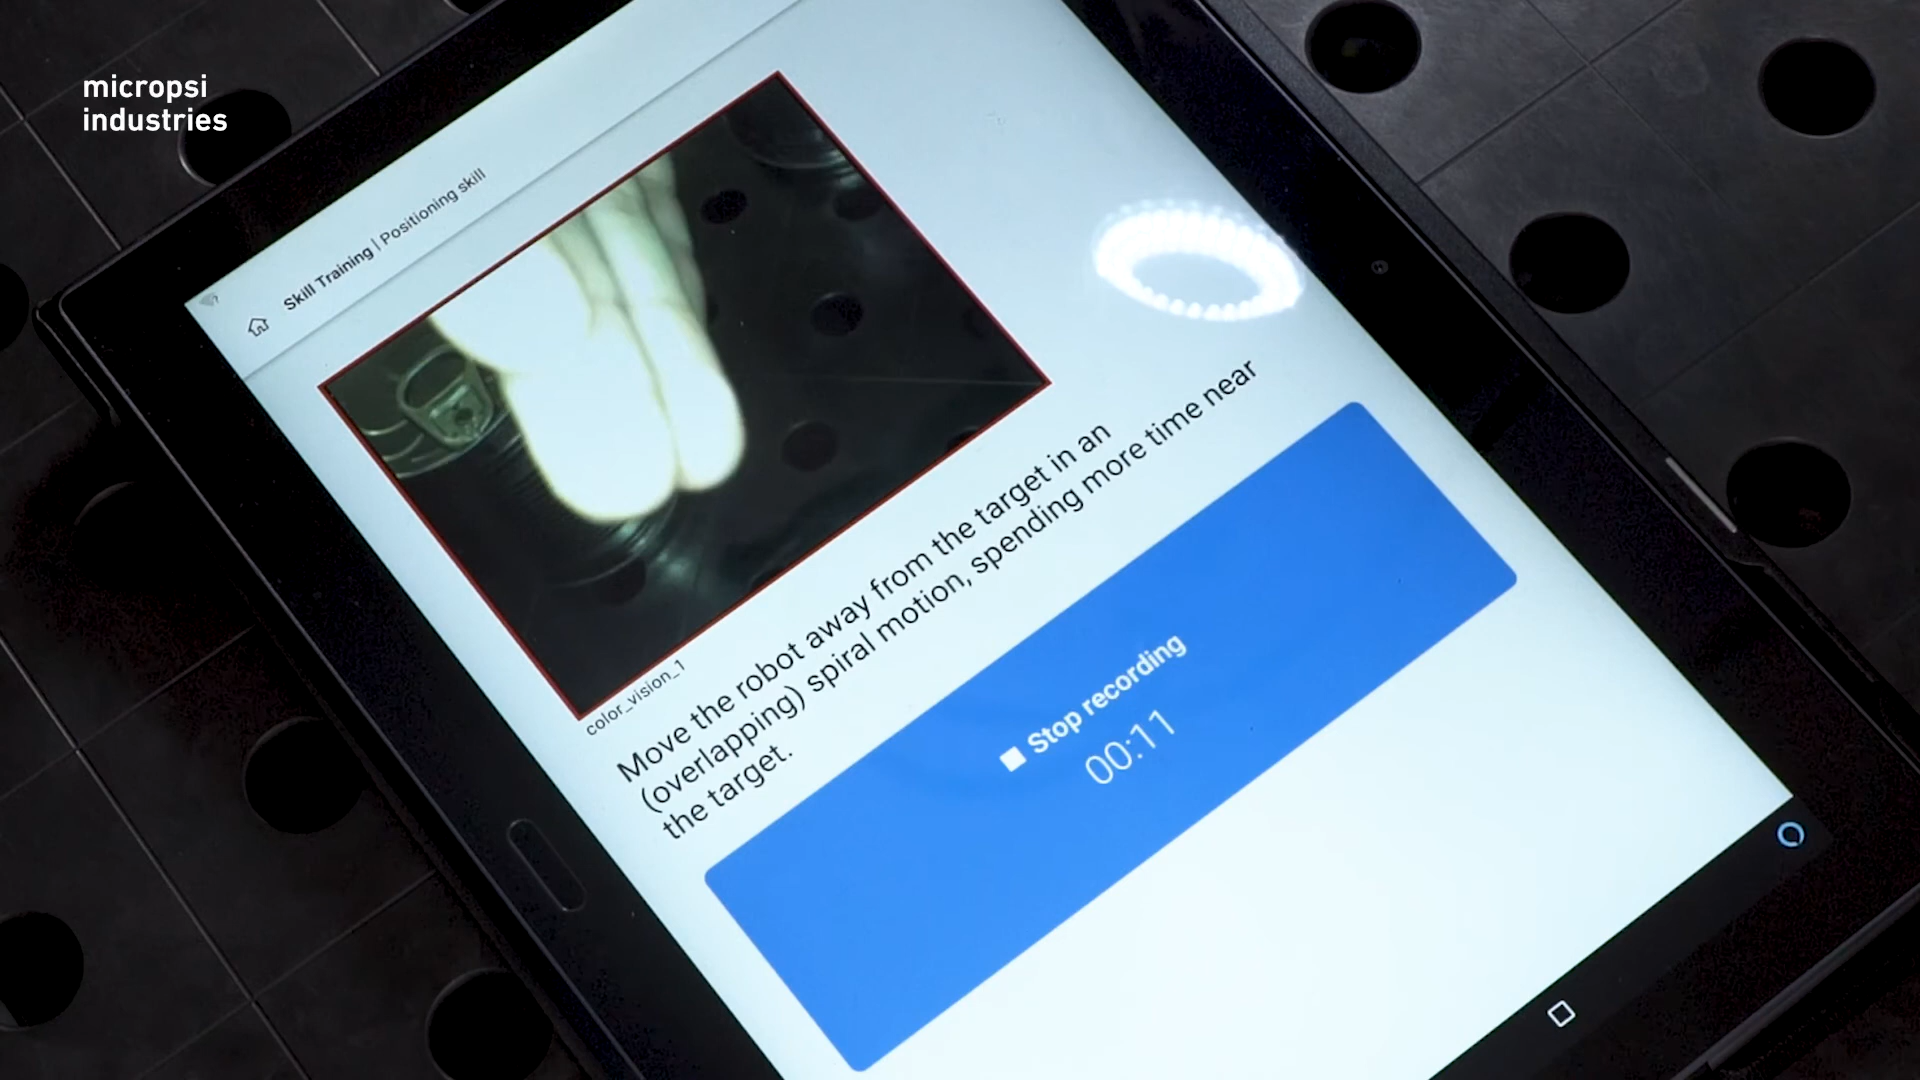 micropsi
industries
Skill Training | Positioning skill
color_vision_1
Move the robot away from the target in an
(overlapping) spiral motion, spending more time near
the target.
Stop recording
00:11